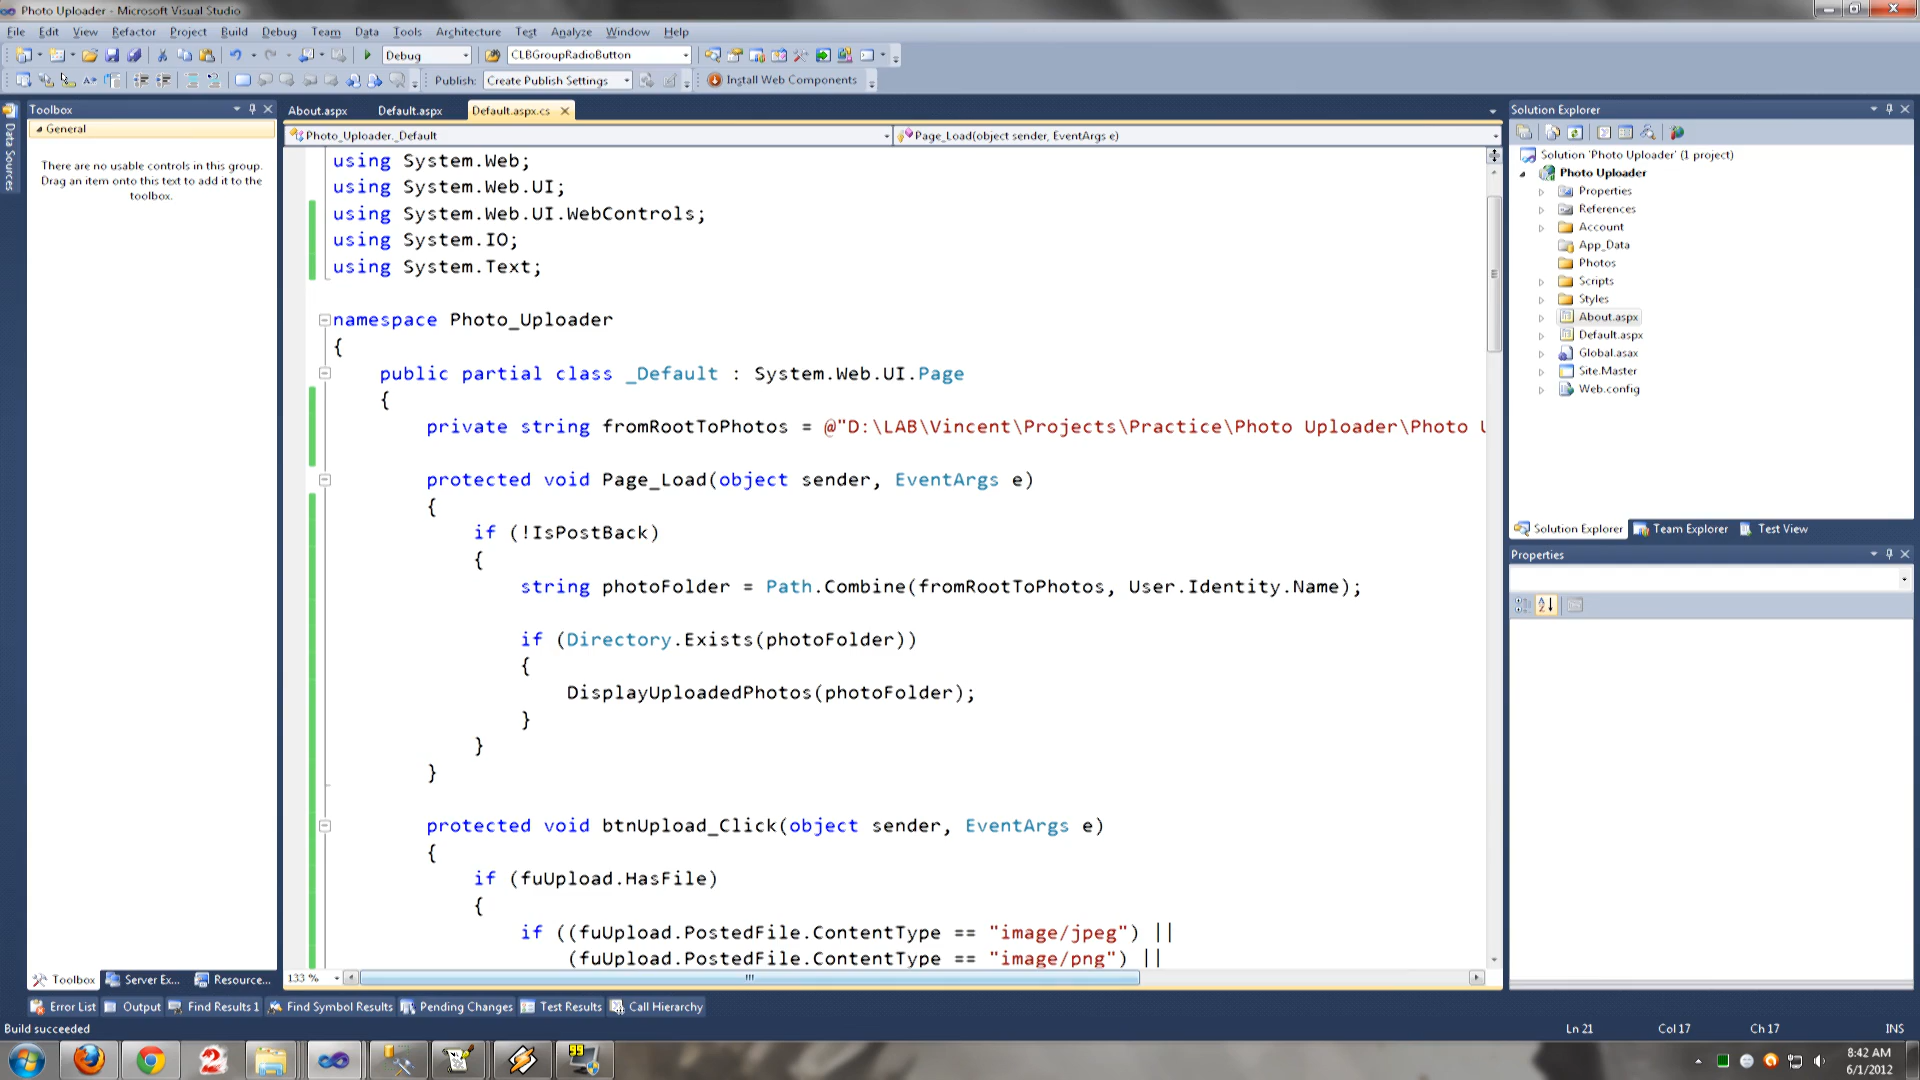 Photo Uploader - Microsoft Visual Studio
File Edit View Refactor Project Build Debug Team Data Tools Architecture Test Analyze Window Help
Debug CLBGroupRadioButton
Publish: Create Publish Settings Install Web Components
Data Sources
Toolbox
General
There are no usable controls in this group. Drag an item onto this text to add it to the toolbox.
About.aspx Default.aspx Default.aspx.cs
Photo_Uploader._Default Page_Load(object sender, EventArgs e)
using System.Web;
using System.Web.UI;
using System.Web.UI.WebControls;
using System.IO;
using System.Text;
namespace Photo_Uploader
{
public partial class _Default : System.Web.UI.Page
{
private string fromRootToPhotos = @"D:\LAB\Vincent\Projects\Practice\Photo Uploader\Photo U
protected void Page_Load(object sender, EventArgs e)
{
if (!IsPostBack)
{
string photoFolder = Path.Combine(fromRootToPhotos, User.Identity.Name);
if (Directory.Exists(photoFolder))
{
DisplayUploadedPhotos(photoFolder);
}
}
}
protected void btnUpload_Click(object sender, EventArgs e)
{
if (fuUpload.HasFile)
{
if ((fuUpload.PostedFile.ContentType == "image/jpeg") ||
(fuUpload.PostedFile.ContentType == "image/png") ||
133 %
Solution Explorer
Solution 'Photo Uploader' (1 project)
Photo Uploader
Properties
References
Account
App_Data
Photos
Scripts
Styles
About.aspx
Default.aspx
Global.asax
Site.Master
Web.config
Solution Explorer Team Explorer Test View
Properties
Toolbox Server Ex... Resource...
Error List Output Find Results 1 Find Symbol Results Pending Changes Test Results Call Hierarchy
Build succeeded Ln 21 Col 17 Ch 17 INS
8:42 AM
6/1/2012